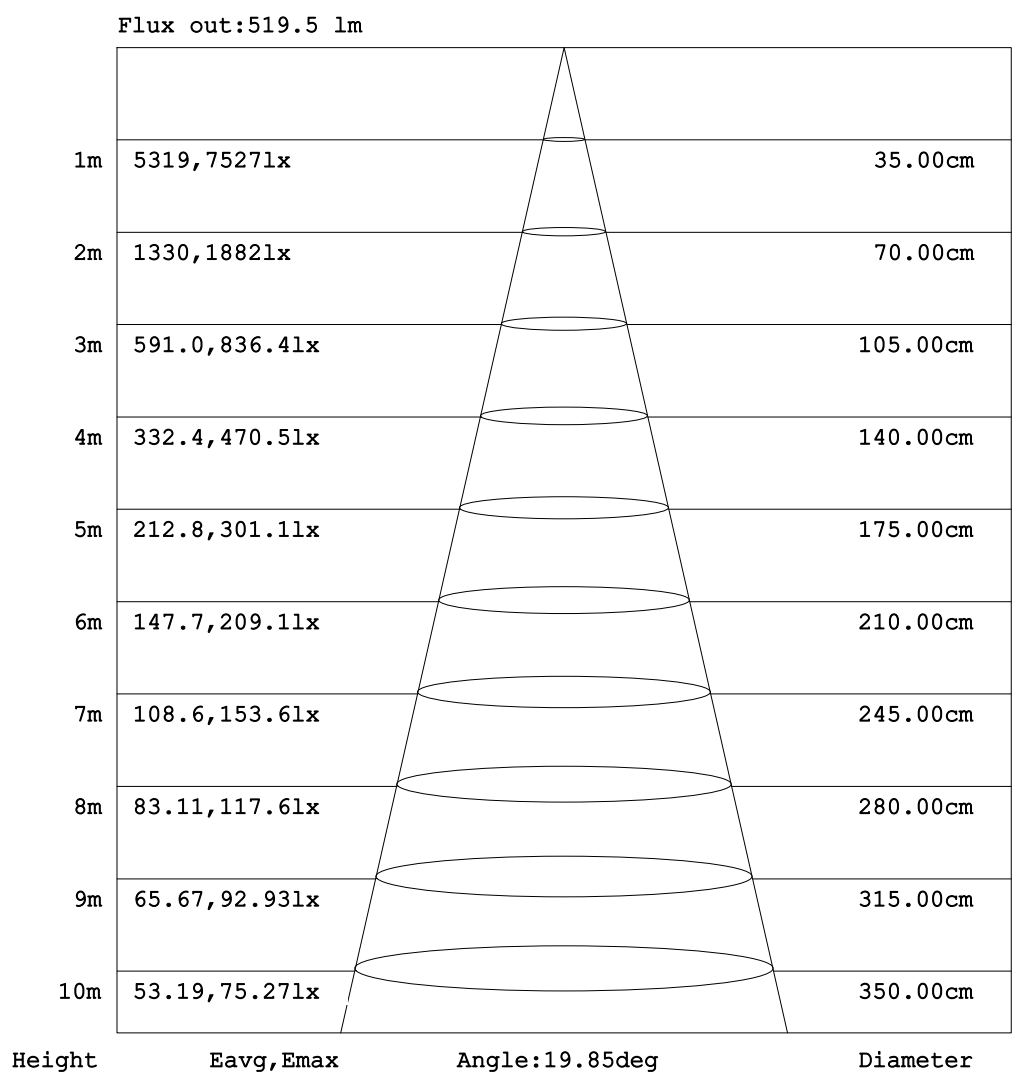 Flux out:519.5 lm
1m 5319,7527lx 35.00cm
2m 1330,1882lx 70.00cm
3m 591.0,836.4lx 105.00cm
4m 332.4,470.5lx 140.00cm
5m 212.8,301.1lx 175.00cm
6m 147.7,209.1lx 210.00cm
7m 108.6,153.6lx 245.00cm
8m 83.11,117.6lx 280.00cm
9m 65.67,92.93lx 315.00cm
10m 53.19,75.27lx 350.00cm
Height Eavg,Emax Angle:19.85deg Diameter